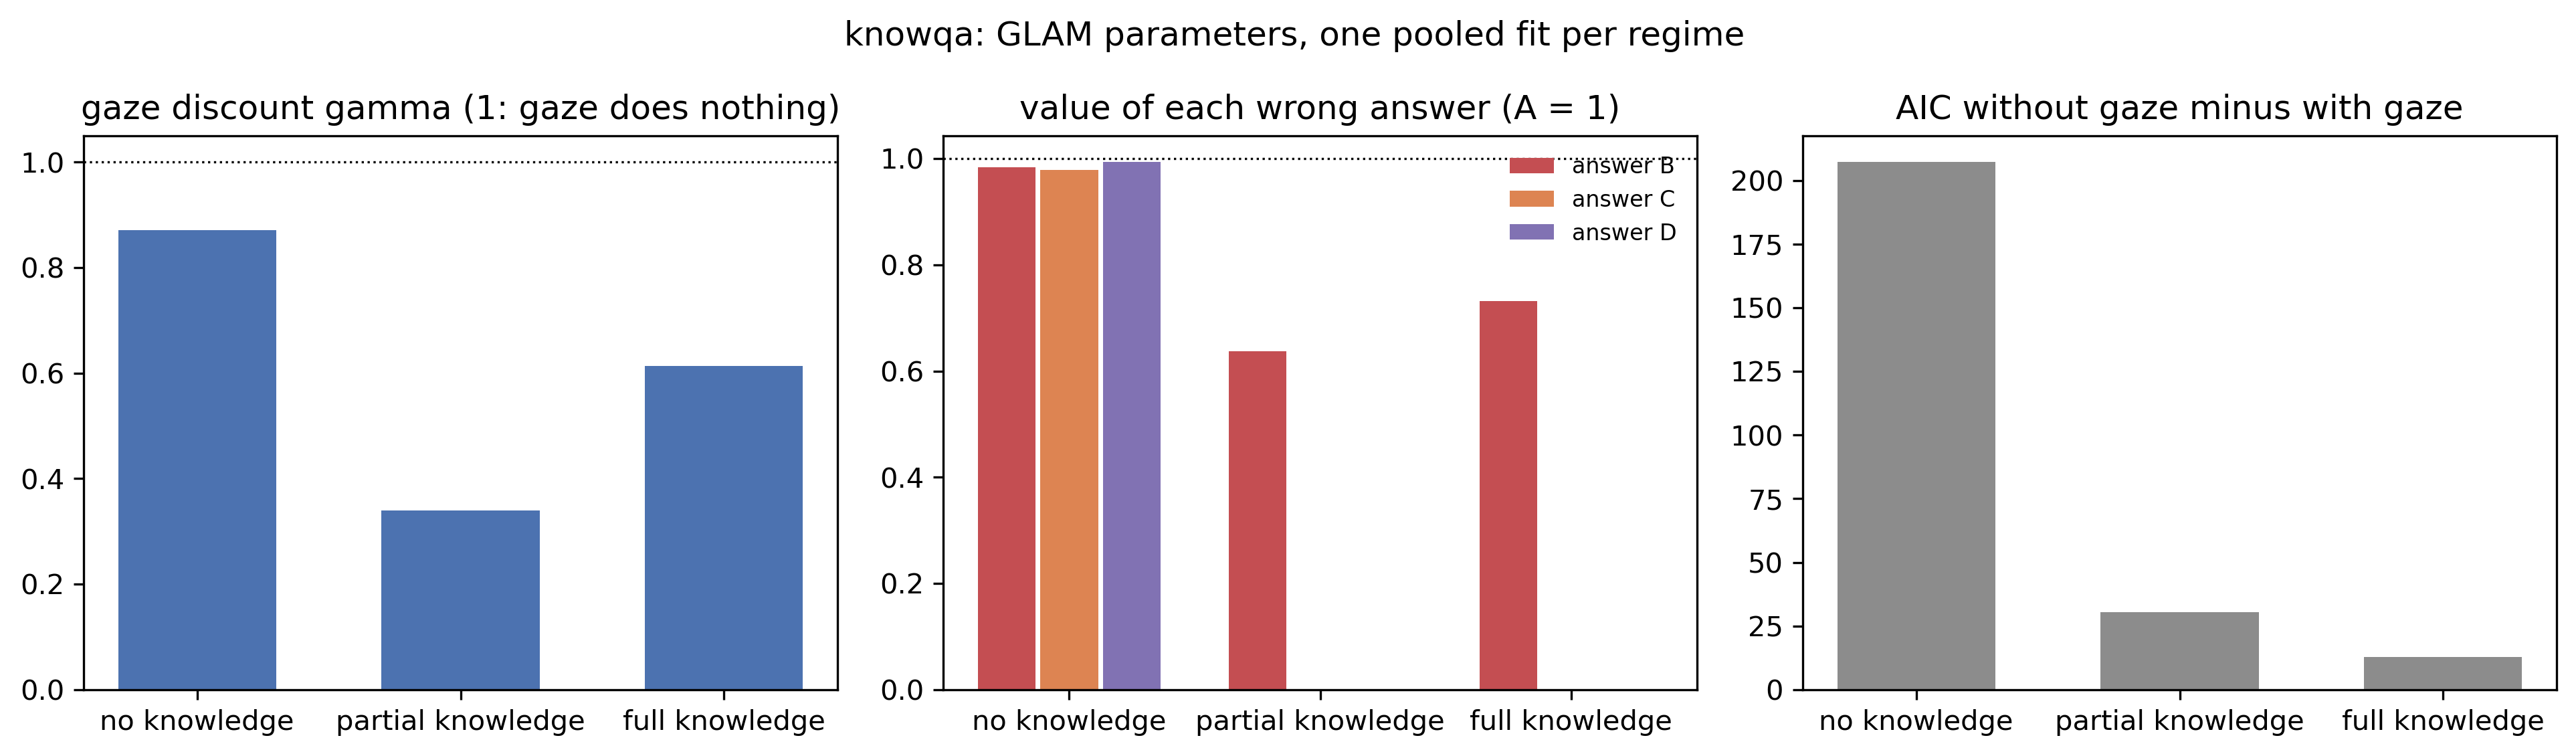 knowqa: GLAM parameters, one pooled fit per regime
gaze discount gamma (1: gaze does nothing)
1.0
0.8
0.6
0.4
0.2
0.0
no knowledge
partial knowledge
full knowledge
value of each wrong answer (A = 1)
1.0
0.8
0.6
0.4
0.2
0.0
answer B
answer C
answer D
no knowledge
partial knowledge
full knowledge
AIC without gaze minus with gaze
200
175
150
125
100
75
50
25
0
no knowledge
partial knowledge
full knowledge